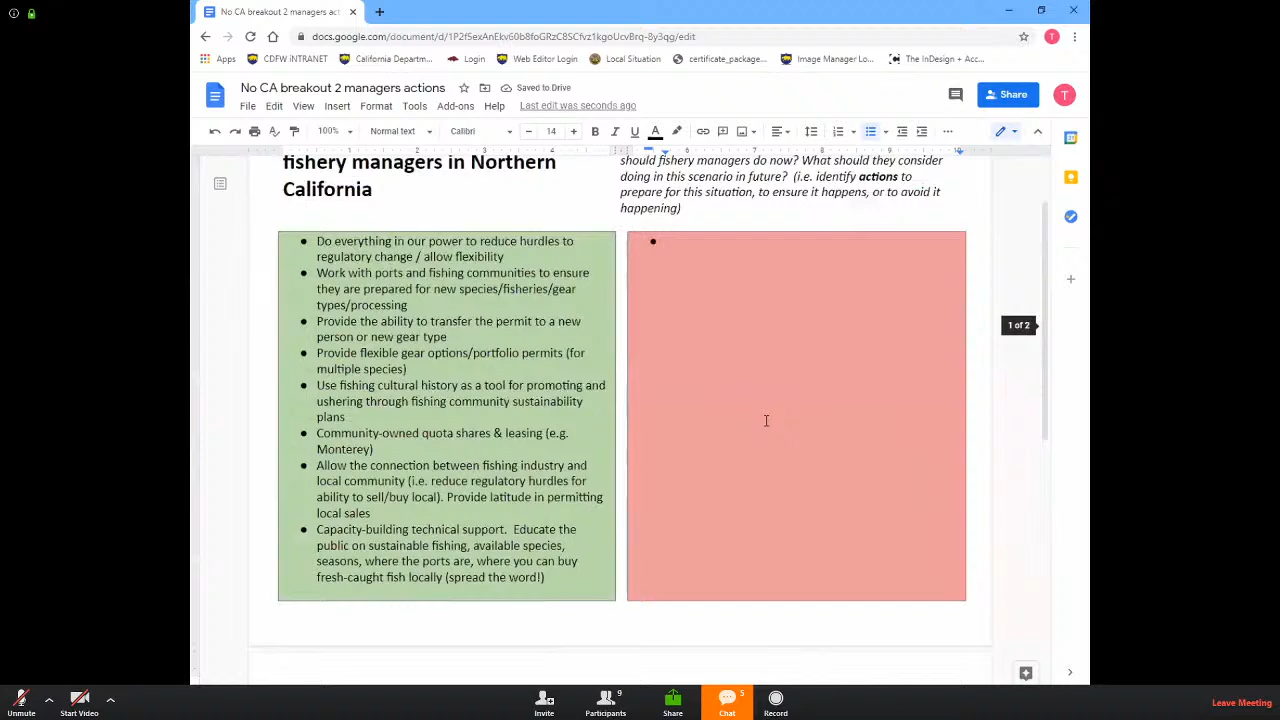 No CA breakout 2 managers actions
docs.google.com/document/d/1P2f5exAnEkv60b8foGRzC8SCfvz1kgoUcvBrq-8y3qg/edit
T
Apps
CDFW iNTRANET
California Departm...
Login
Web Editor Login
Local Situation
certificate_package...
Image Manager Lo...
The InDesign + Acc...
No CA breakout 2 managers actions
Saved to Drive
File Edit View Insert Format Tools Add-ons Help Last edit was seconds ago
Share
T
100% Normal text Calibri − 14 + B I U A
1 2 3 4 6 7 8 9 10
fishery managers in Northern
California
should fishery managers do now? What should they consider
doing in this scenario in future? (i.e. identify actions to
prepare for this situation, to ensure it happens, or to avoid it
happening)
● Do everything in our power to reduce hurdles to
regulatory change / allow flexibility
● Work with ports and fishing communities to ensure
they are prepared for new species/fisheries/gear
types/processing
● Provide the ability to transfer the permit to a new
person or new gear type
● Provide flexible gear options/portfolio permits (for
multiple species)
● Use fishing cultural history as a tool for promoting and
ushering through fishing community sustainability
plans
● Community-owned quota shares & leasing (e.g.
Monterey)
● Allow the connection between fishing industry and
local community (i.e. reduce regulatory hurdles for
ability to sell/buy local). Provide latitude in permitting
local sales
● Capacity-building technical support. Educate the
public on sustainable fishing, available species,
seasons, where the ports are, where you can buy
fresh-caught fish locally (spread the word!)
●
1 of 2
Unmute
Start Video
Invite
9
Participants
Share
5
Chat
Record
Leave Meeting